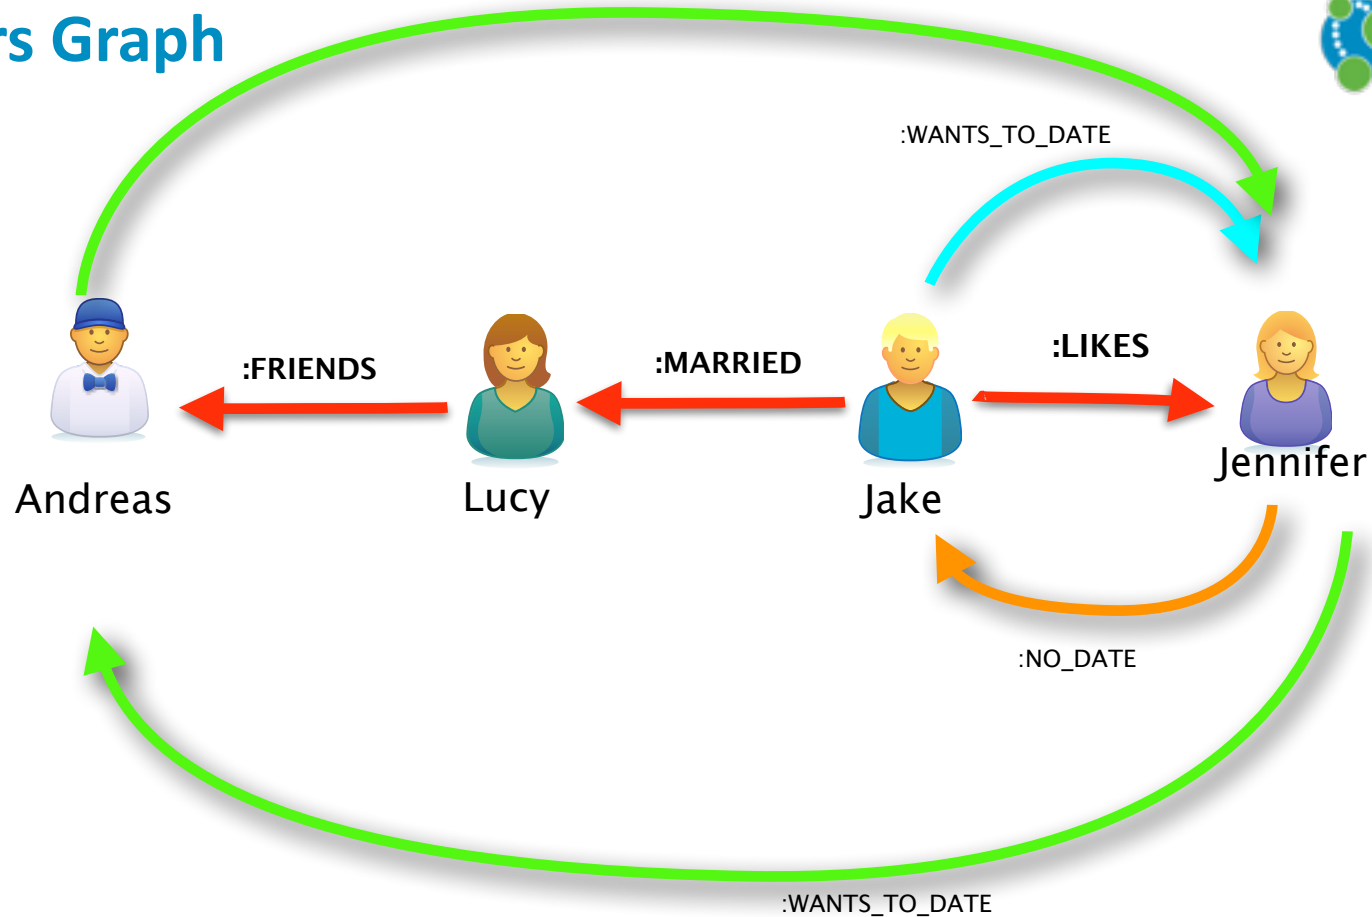 rs Graph
:WANTS_TO_DATE
:FRIENDS
:MARRIED
:LIKES
Andreas
Lucy
Jake
Jennifer
:NO_DATE
:WANTS_TO_DATE